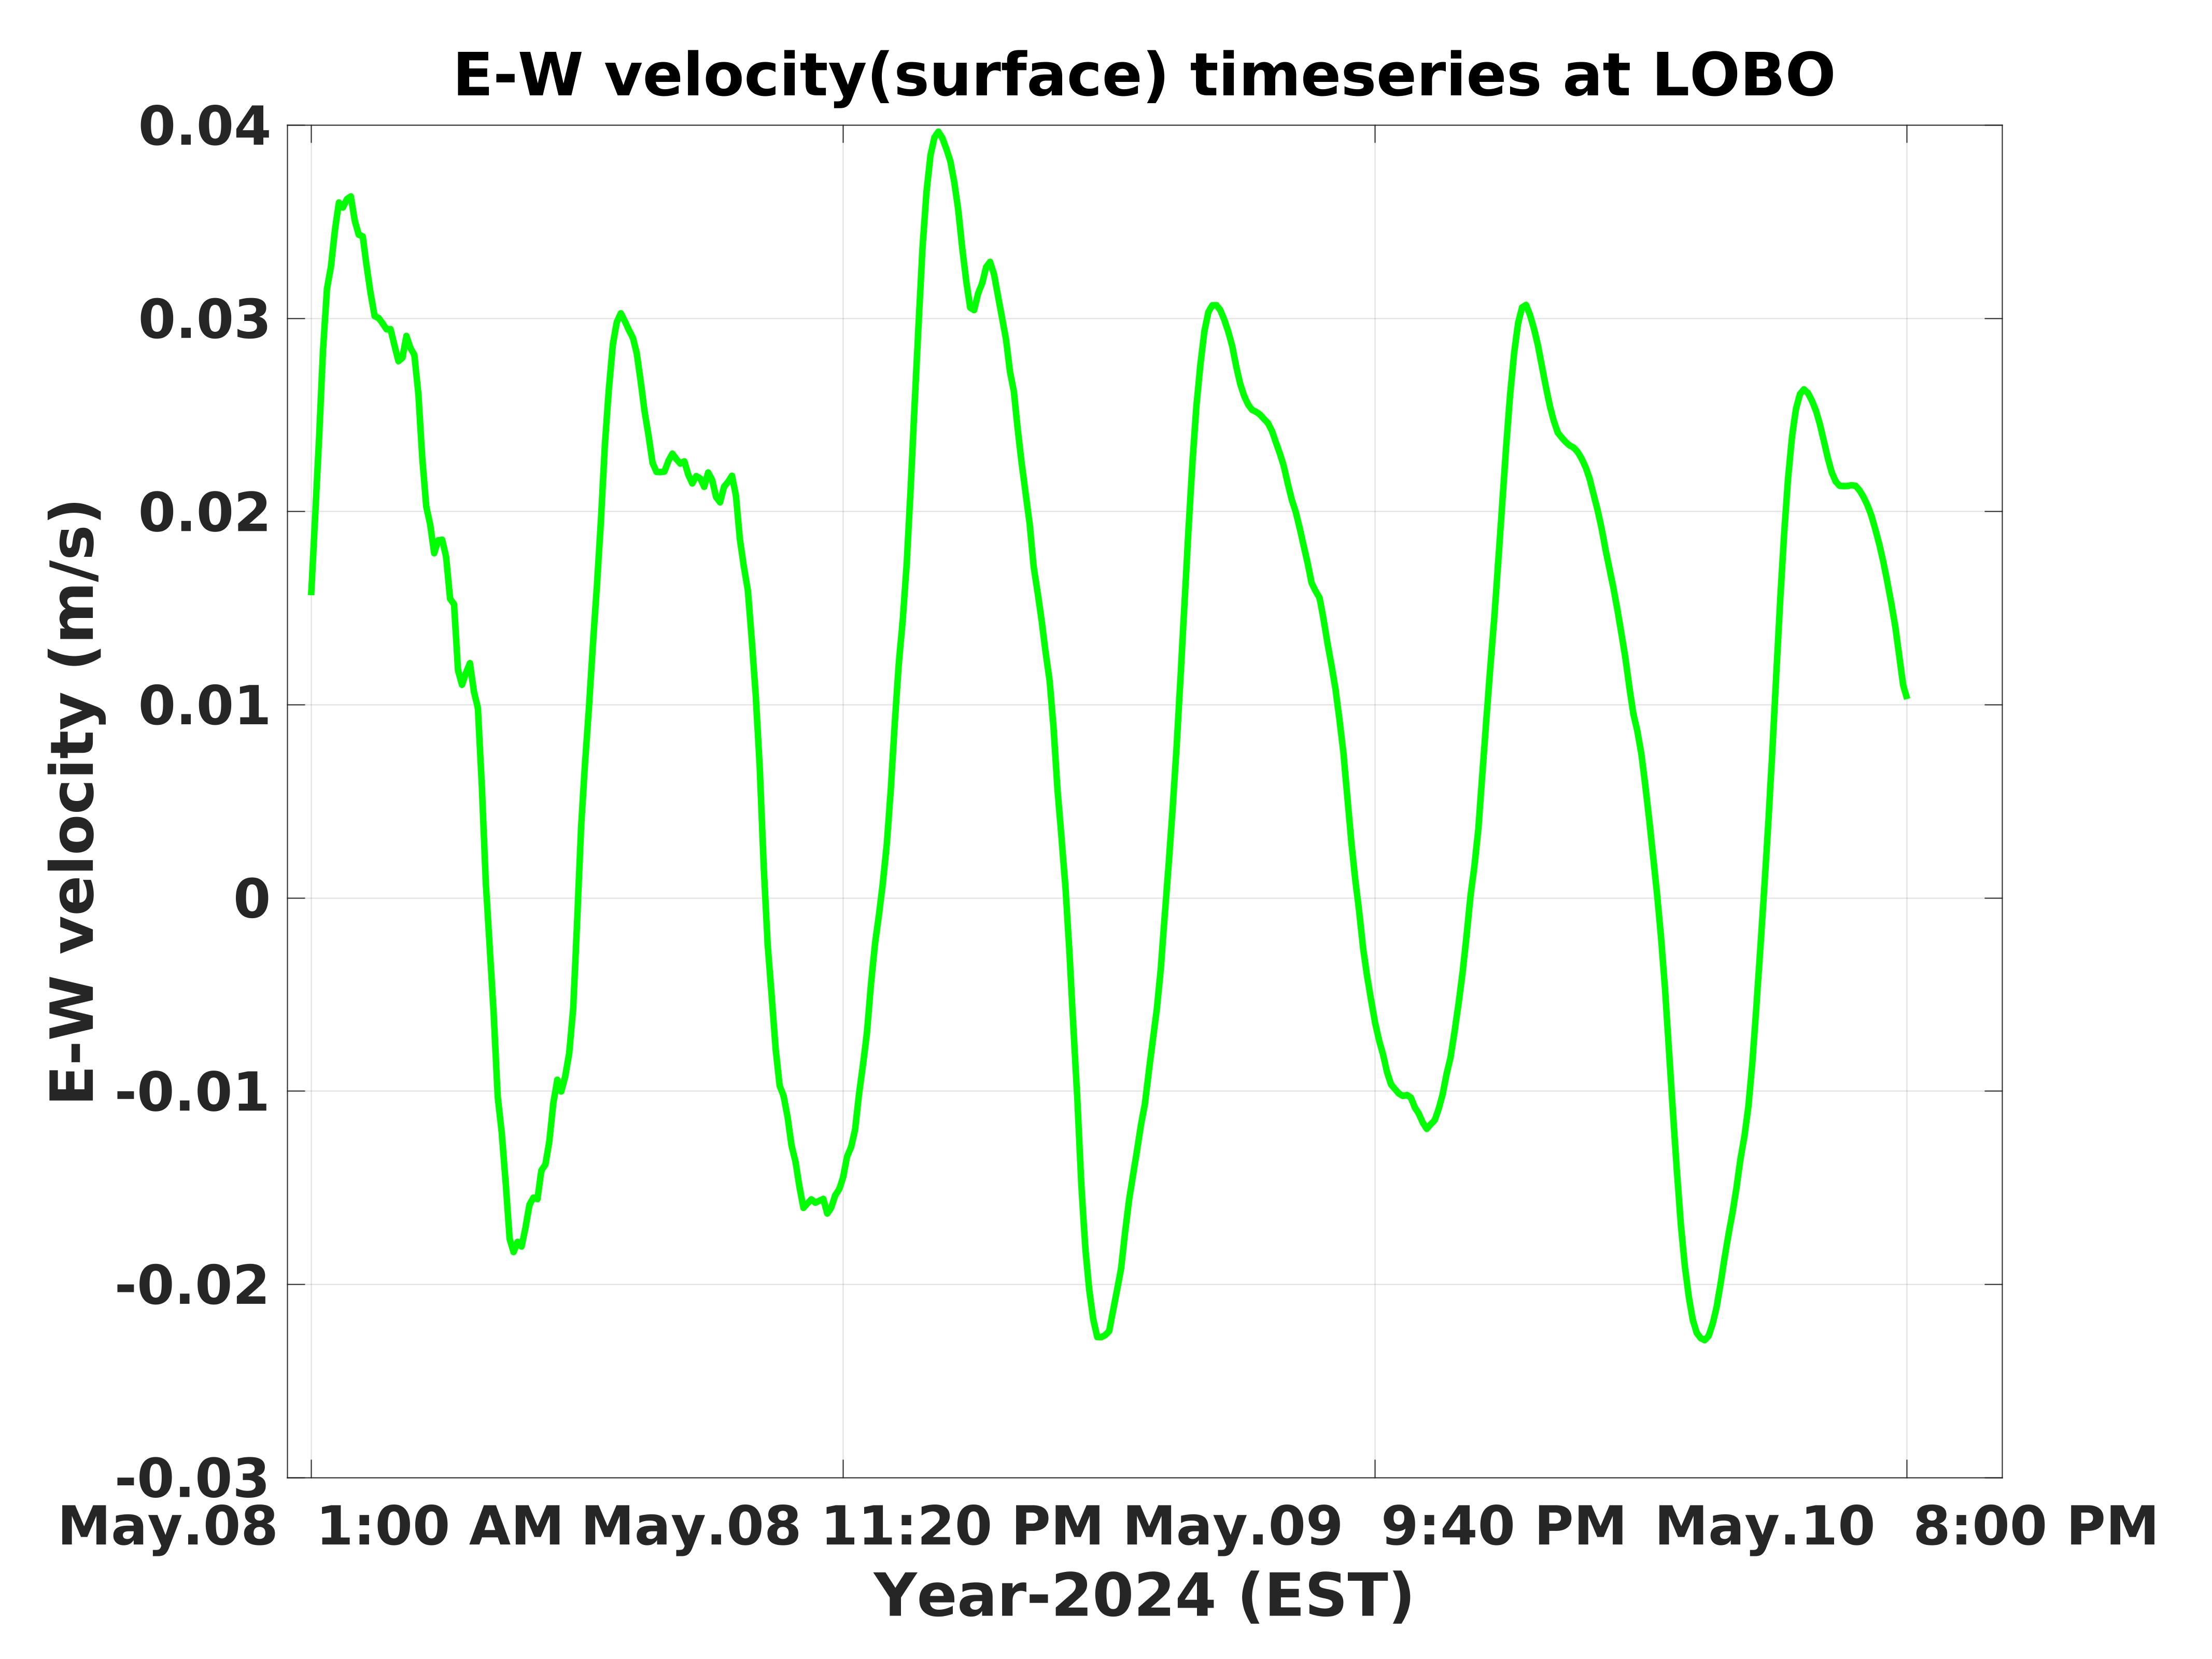 E-W velocity(surface) timeseries at LOBO
E-W velocity (m/s)
0.04
0.03
0.02
0.01
0
-0.01
-0.02
-0.03
May.08 1:00 AM May.08 11:20 PM May.09 9:40 PM May.10 8:00 PM
Year-2024 (EST)